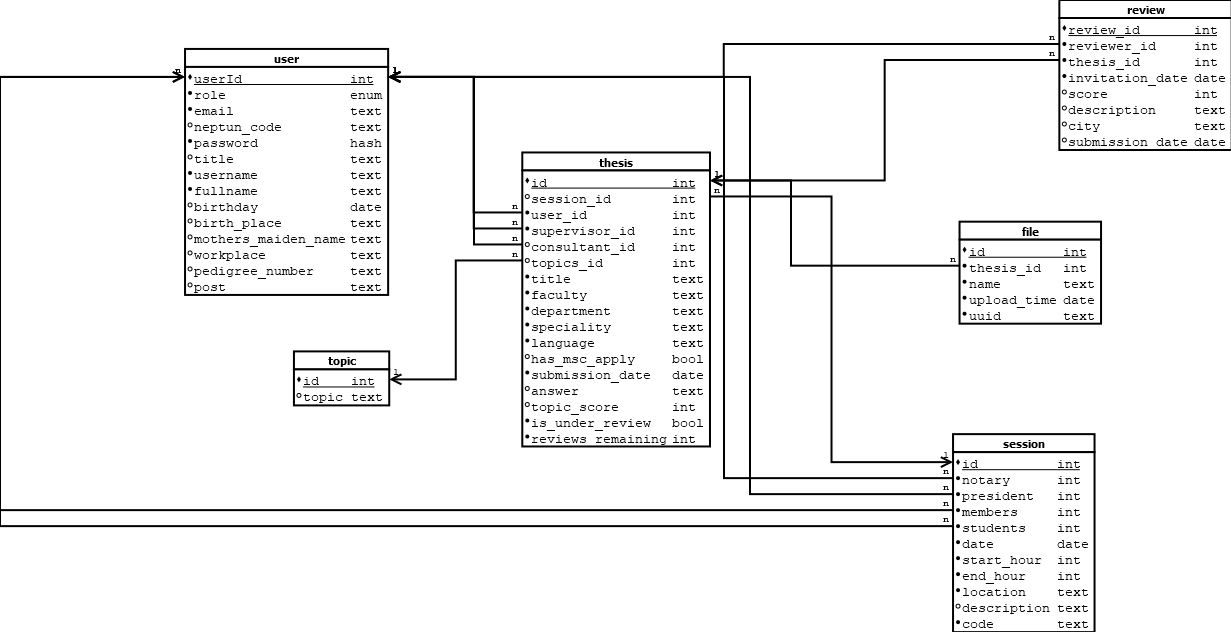 review
review_id int
reviewer_id int
thesis_id int
invitation_date date
score int
description text
city text
submission_date date
n
n
user
userId int
role enum
email text
neptun_code text
password hash
title text
username text
fullname text
birthday date
birth_place text
mothers_maiden_name text
workplace text
pedigree_number text
post text
n
1
thesis
id int
session_id int
user_id int
supervisor_id int
consultant_id int
topics_id int
title text
faculty text
department text
speciality text
language text
has_msc_apply bool
submission_date date
answer text
topic_score int
is_under_review bool
reviews_remaining int
n
n
n
n
1
n
file
id int
thesis_id int
name text
upload_time date
uuid text
n
topic
id int
topic text
1
session
id int
notary int
president int
members int
students int
date date
start_hour int
end_hour int
location text
description text
code text
1
n
n
n
n